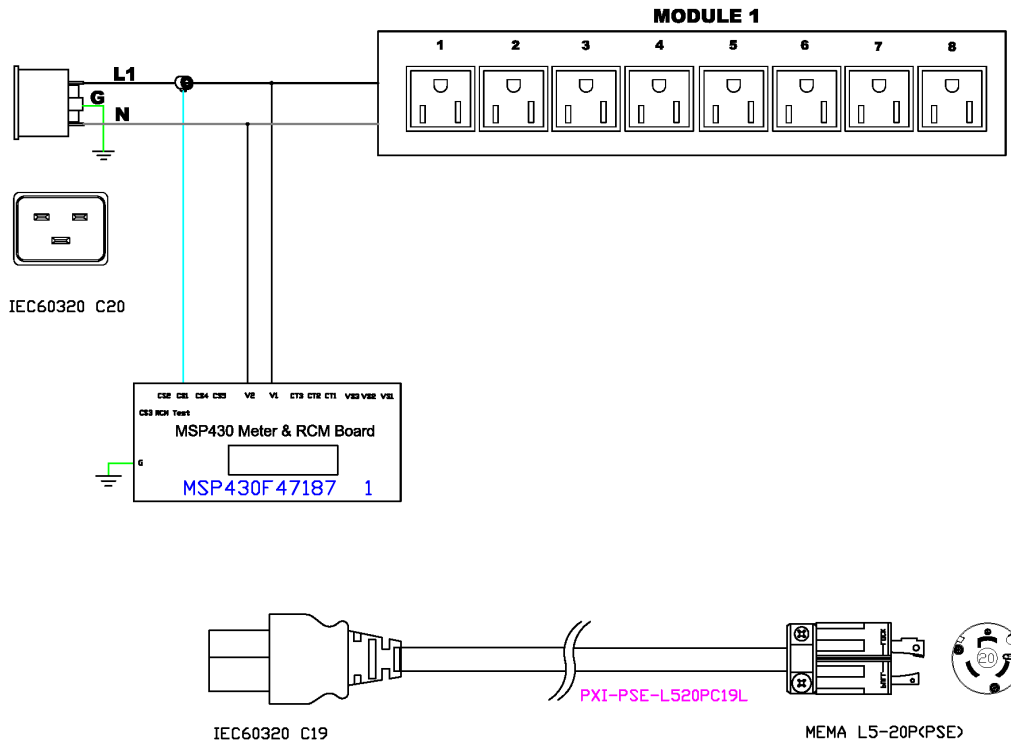 MODULE 1
1 2 3 4 5 6 7 8
L1
G
N
IEC60320 C20
CS2 CS1 CS4 CS5 V2 V1 CT3 CT2 CT1 VS3 VS2 VS1
CS3 RCM Test
MSP430 Meter & RCM Board
G
MSP430F47187 1
20
PXI-PSE-L520PC19L
IEC60320 C19
MEMA L5-20P(PSE)